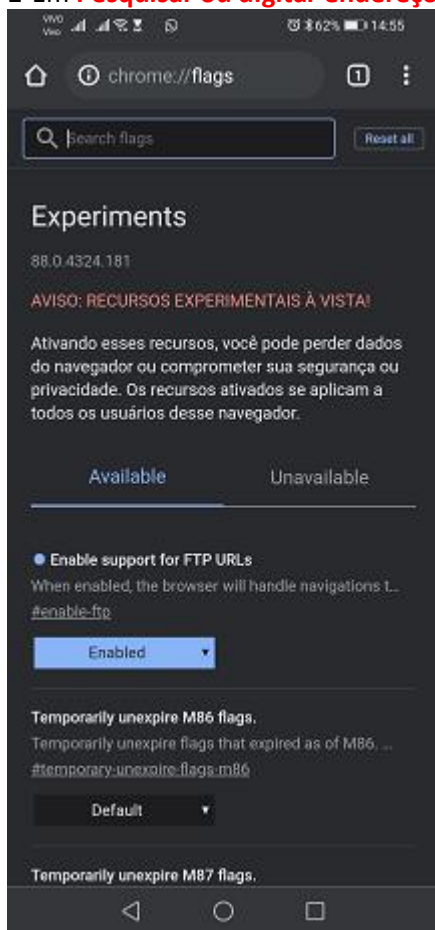 2-Em Pesquisar ou digitar endereço
VIVO
Vivo
62% 14:55
chrome://flags
1
Search flags
Reset all
Experiments
88.0.4324.181
AVISO: RECURSOS EXPERIMENTAIS À VISTA!
Ativando esses recursos, você pode perder dados
do navegador ou comprometer sua segurança ou
privacidade. Os recursos ativados se aplicam a
todos os usuários desse navegador.
Available Unavailable
Enable support for FTP URLs
When enabled, the browser will handle navigations t...
#enable-ftp
Enabled
Temporarily unexpire M86 flags.
Temporarily unexpire flags that expired as of M86. ...
#temporary-unexpire-flags-m86
Default
Temporarily unexpire M87 flags.